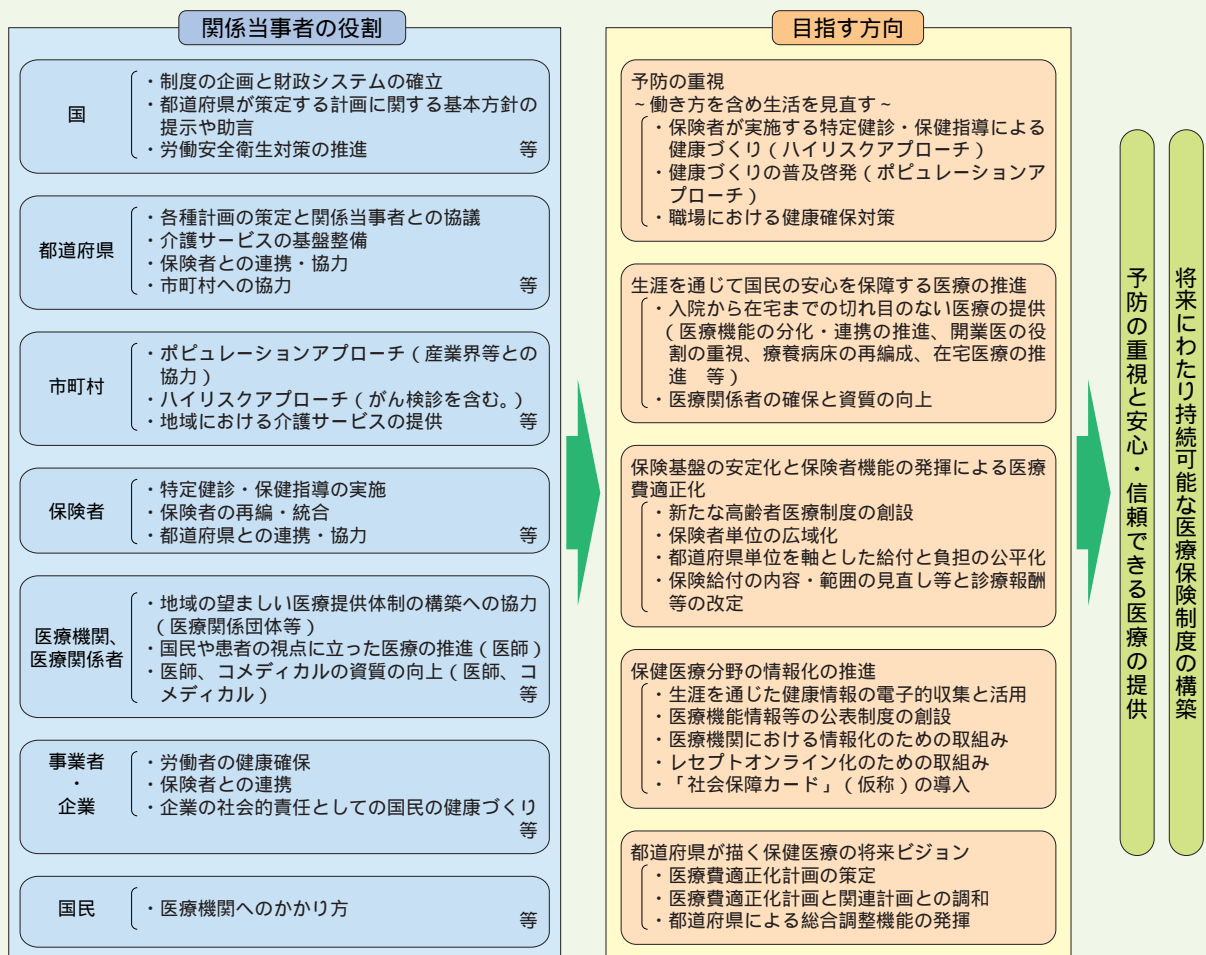 関係当事者の役割
国
・制度の企画と財政システムの確立
・都道府県が策定する計画に関する基本方針の
提示や助言
・労働安全衛生対策の推進 等
都道府県
・各種計画の策定と関係当事者との協議
・介護サービスの基盤整備
・保険者との連携・協力
・市町村への協力 等
市町村
・ポピュレーションアプローチ(産業界等との
協力)
・ハイリスクアプローチ(がん検診を含む。)
・地域における介護サービスの提供 等
保険者
・特定健診・保健指導の実施
・保険者の再編・統合
・都道府県との連携・協力 等
医療機関、
医療関係者
・地域の望ましい医療提供体制の構築への協力
(医療関係団体等)
・国民や患者の視点に立った医療の推進(医師)
・医師、コメディカルの資質の向上(医師、コ
メディカル) 等
事業者
・
企業
・労働者の健康確保
・保険者との連携
・企業の社会的責任としての国民の健康づくり
等
国民
・医療機関へのかかり方
等
目指す方向
予防の重視
~働き方を含め生活を見直す~
・保険者が実施する特定健診・保健指導による
健康づくり(ハイリスクアプローチ)
・健康づくりの普及啓発(ポピュレーションア
プローチ)
・職場における健康確保対策
生涯を通じて国民の安心を保障する医療の推進
・入院から在宅までの切れ目のない医療の提供
(医療機能の分化・連携の推進、開業医の役
割の重視、療養病床の再編成、在宅医療の推
進 等)
・医療関係者の確保と資質の向上
保険基盤の安定化と保険者機能の発揮による医療
費適正化
・新たな高齢者医療制度の創設
・保険者単位の広域化
・都道府県単位を軸とした給付と負担の公平化
・保険給付の内容・範囲の見直し等と診療報酬
等の改定
保健医療分野の情報化の推進
・生涯を通じた健康情報の電子的収集と活用
・医療機能情報等の公表制度の創設
・医療機関における情報化のための取組み
・レセプトオンライン化のための取組み
・「社会保障カード」(仮称)の導入
都道府県が描く保健医療の将来ビジョン
・医療費適正化計画の策定
・医療費適正化計画と関連計画との調和
・都道府県による総合調整機能の発揮
将来にわたり持続可能な医療保険制度の構築
予防の重視と安心・信頼できる医療の提供